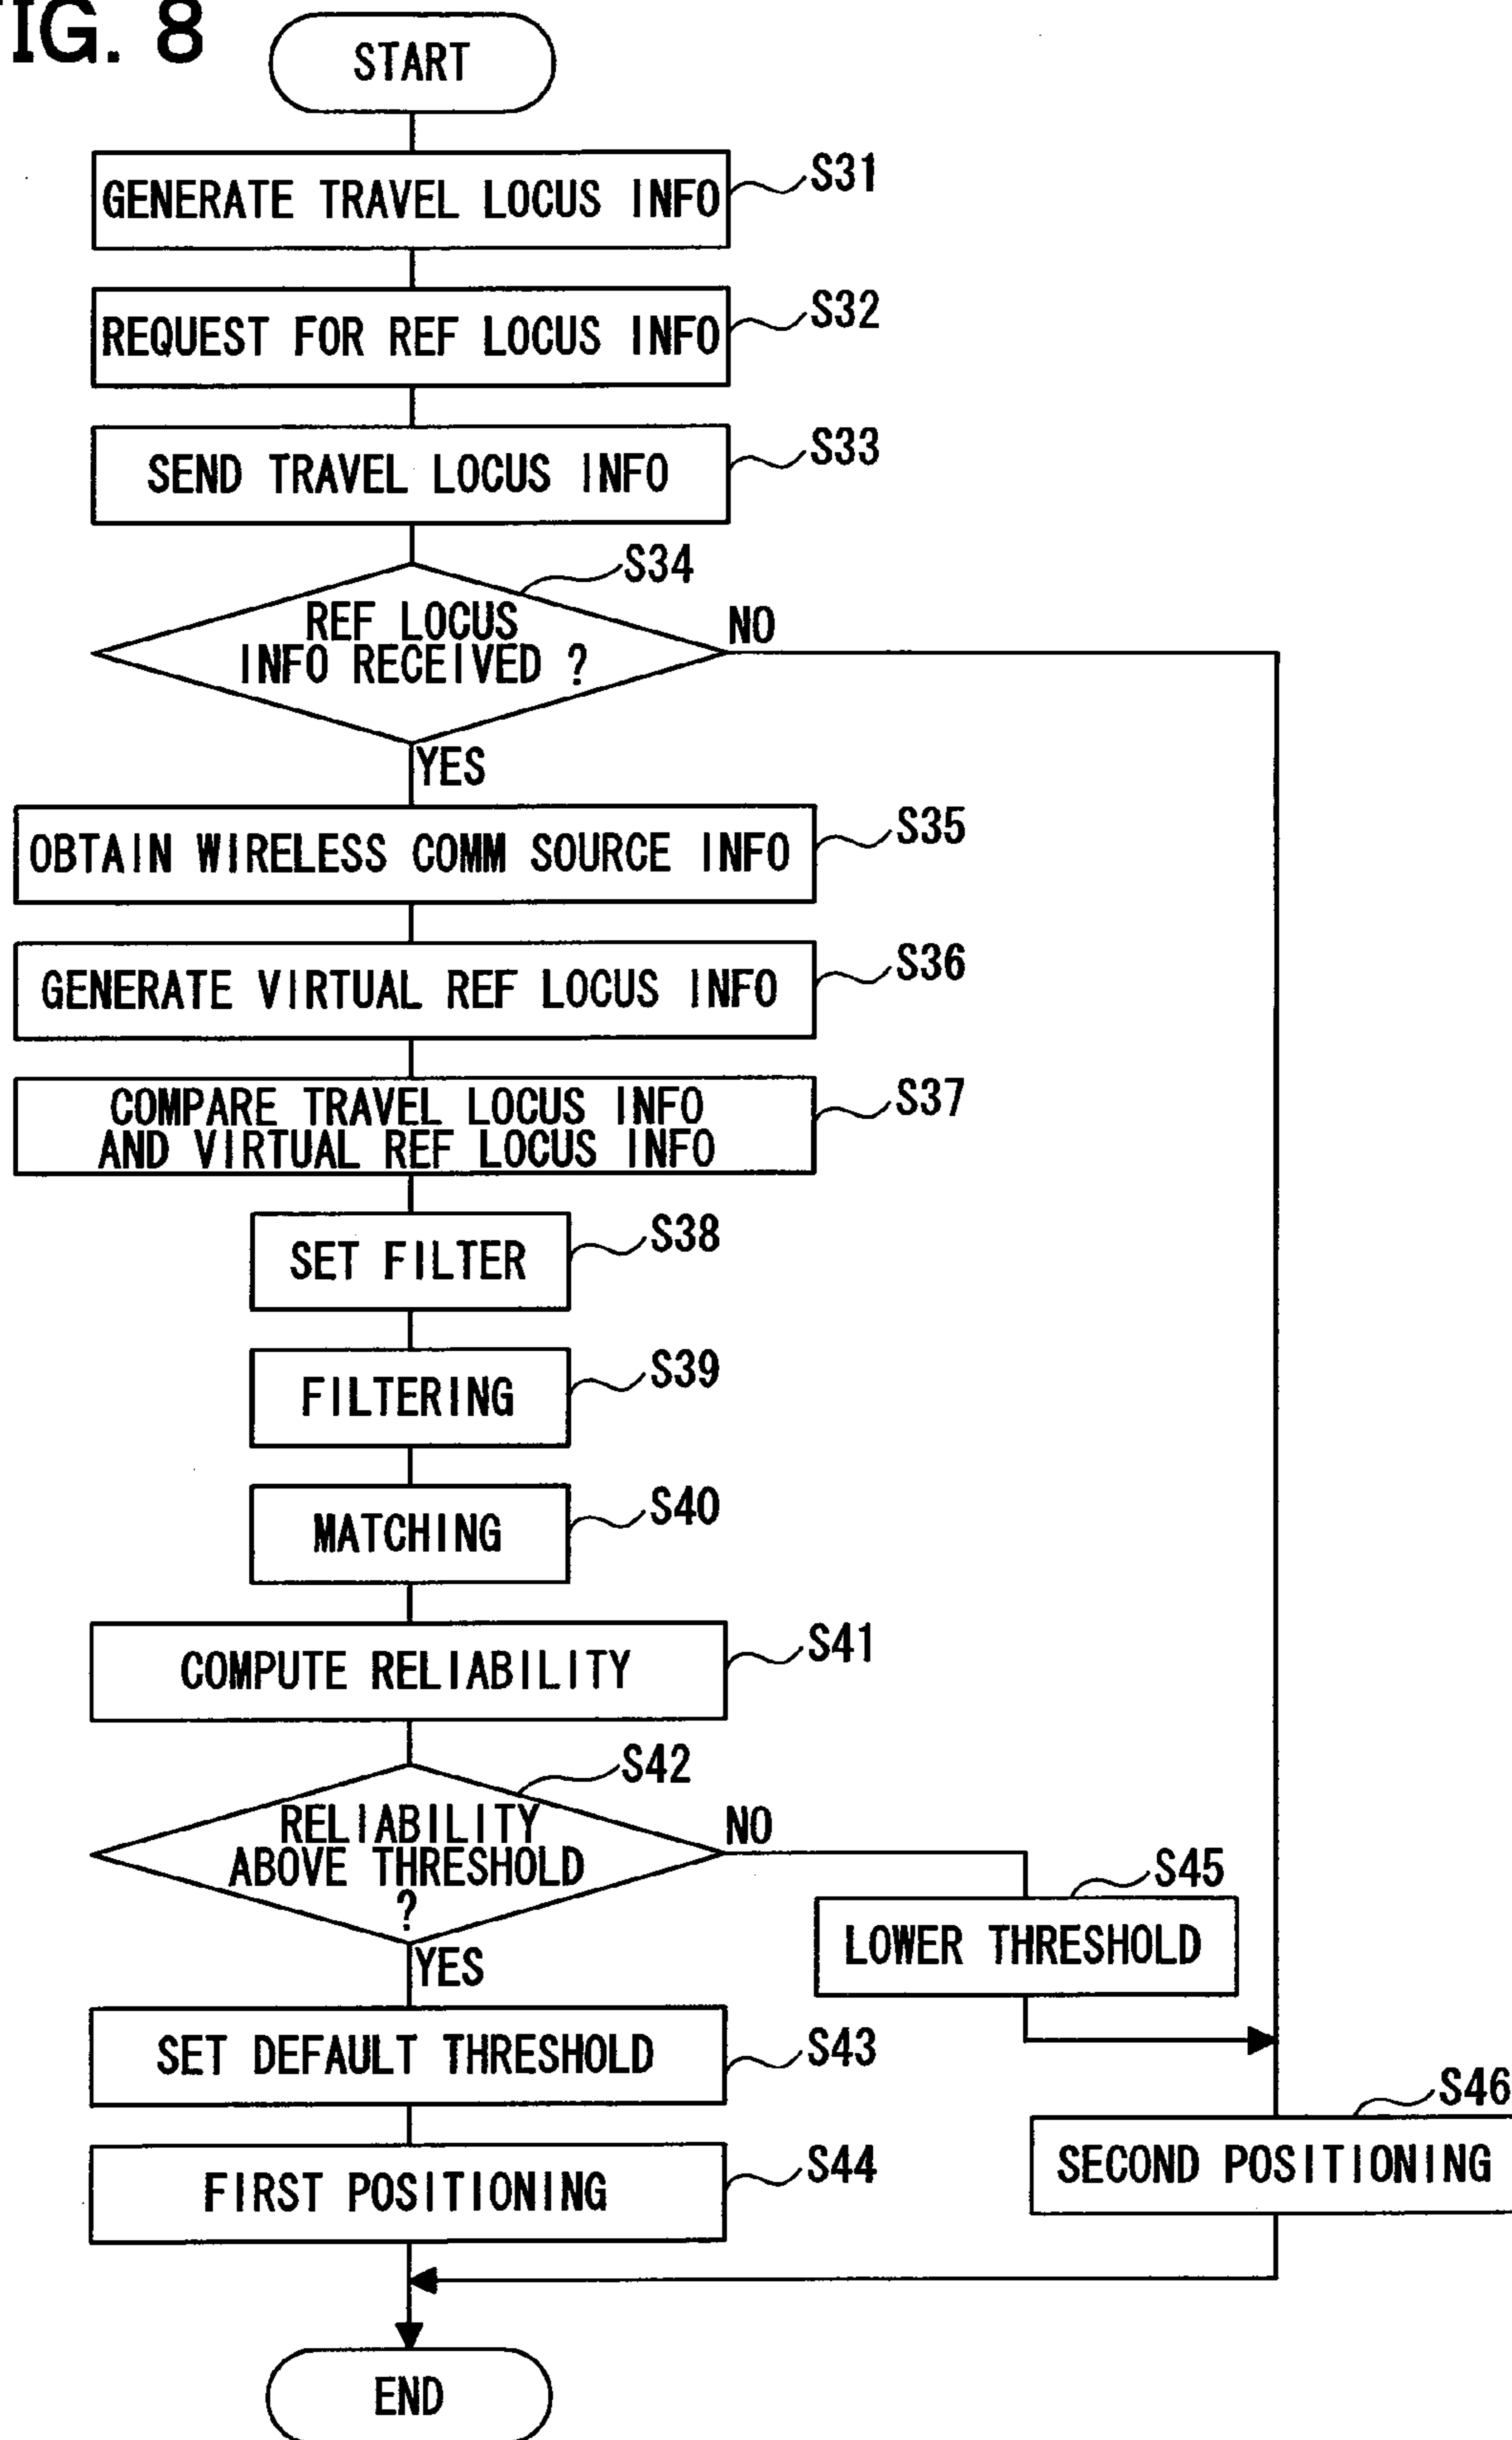 FIG. 8
START
GENERATE TRAVEL LOCUS INFO
S31
REQUEST FOR REF LOCUS INFO
S32
SEND TRAVEL LOCUS INFO
S33
S34
REF LOCUS
INFO RECEIVED ?
NO
YES
OBTAIN WIRELESS COMM SOURCE INFO
S35
GENERATE VIRTUAL REF LOCUS INFO
S36
COMPARE TRAVEL LOCUS INFO
AND VIRTUAL REF LOCUS INFO
S37
SET FILTER
S38
FILTERING
S39
MATCHING
S40
COMPUTE RELIABILITY
S41
S42
RELIABILITY
ABOVE THRESHOLD
?
NO
YES
S45
LOWER THRESHOLD
SET DEFAULT THRESHOLD
S43
S46
SECOND POSITIONING
FIRST POSITIONING
S44
END